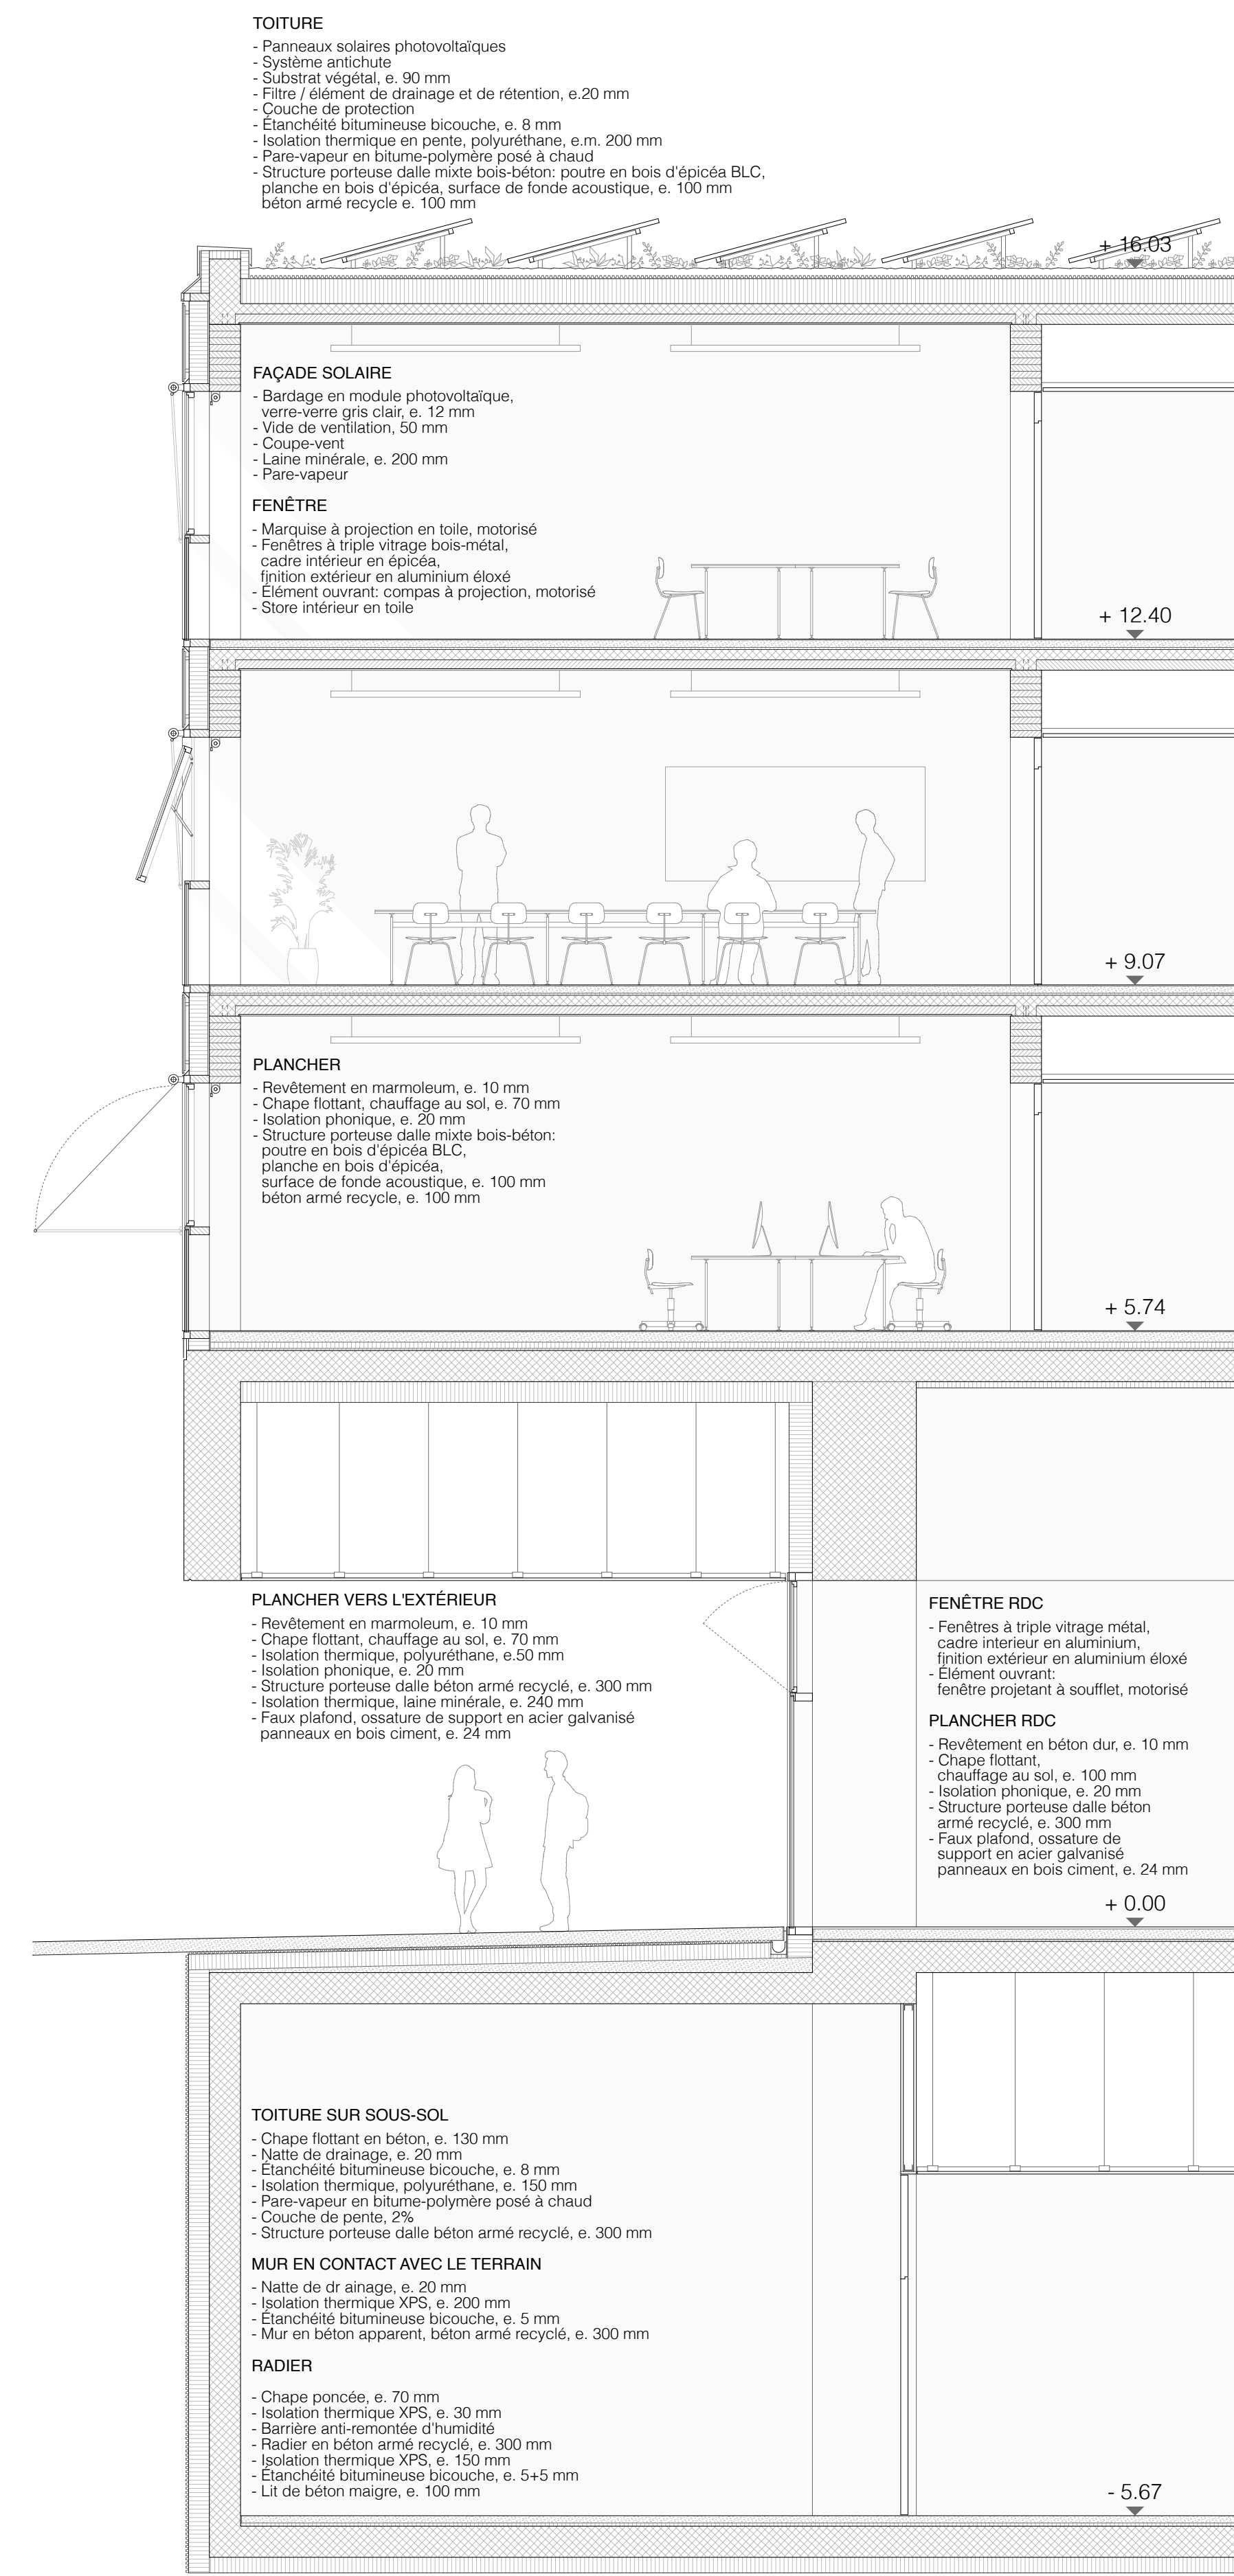 TOITURE
- Panneaux solaires photovoltaïques
- Système antichute
- Substrat végétal, e. 90 mm
- Filtre / élément de drainage et de rétention, e.20 mm
- Couche de protection
- Étanchéité bitumineuse bicouche, e. 8 mm
- Isolation thermique en pente, polyuréthane, e.m. 200 mm
- Pare-vapeur en bitume-polymère posé à chaud
- Structure porteuse dalle mixte bois-béton: poutre en bois d'épicéa BLC,
planche en bois d'épicéa, surface de fonde acoustique, e. 100 mm
béton armé recycle e. 100 mm
+ 16.03
FAÇADE SOLAIRE
- Bardage en module photovoltaïque,
verre-verre gris clair, e. 12 mm
- Vide de ventilation, 50 mm
- Coupe-vent
- Laine minérale, e. 200 mm
- Pare-vapeur
FENÊTRE
- Marquise à projection en toile, motorisé
- Fenêtres à triple vitrage bois-métal,
cadre intérieur en épicéa,
finition extérieur en aluminium éloxé
- Élément ouvrant: compas à projection, motorisé
- Store intérieur en toile
+ 12.40
+ 9.07
PLANCHER
- Revêtement en marmoleum, e. 10 mm
- Chape flottant, chauffage au sol, e. 70 mm
- Isolation phonique, e. 20 mm
- Structure porteuse dalle mixte bois-béton:
poutre en bois d'épicéa BLC,
planche en bois d'épicéa,
surface de fonde acoustique, e. 100 mm
béton armé recycle, e. 100 mm
+ 5.74
PLANCHER VERS L'EXTÉRIEUR
- Revêtement en marmoleum, e. 10 mm
- Chape flottant, chauffage au sol, e. 70 mm
- Isolation thermique, polyuréthane, e.50 mm
- Isolation phonique, e. 20 mm
- Structure porteuse dalle béton armé recyclé, e. 300 mm
- Isolation thermique, laine minérale, e. 240 mm
- Faux plafond, ossature de support en acier galvanisé
panneaux en bois ciment, e. 24 mm
FENÊTRE RDC
- Fenêtres à triple vitrage métal,
cadre interieur en aluminium,
finition extérieur en aluminium éloxé
- Élément ouvrant:
fenêtre projetant à soufflet, motorisé
PLANCHER RDC
- Revêtement en béton dur, e. 10 mm
- Chape flottant,
chauffage au sol, e. 100 mm
- Isolation phonique, e. 20 mm
- Structure porteuse dalle béton
armé recyclé, e. 300 mm
- Faux plafond, ossature de
support en acier galvanisé
panneaux en bois ciment, e. 24 mm
+ 0.00
TOITURE SUR SOUS-SOL
- Chape flottant en béton, e. 130 mm
- Natte de drainage, e. 20 mm
- Étanchéité bitumineuse bicouche, e. 8 mm
- Isolation thermique, polyuréthane, e. 150 mm
- Pare-vapeur en bitume-polymère posé à chaud
- Couche de pente, 2%
- Structure porteuse dalle béton armé recyclé, e. 300 mm
MUR EN CONTACT AVEC LE TERRAIN
- Natte de dr ainage, e. 20 mm
- Isolation thermique XPS, e. 200 mm
- Étanchéité bitumineuse bicouche, e. 5 mm
- Mur en béton apparent, béton armé recyclé, e. 300 mm
RADIER
- Chape poncée, e. 70 mm
- Isolation thermique XPS, e. 30 mm
- Barrière anti-remontée d'humidité
- Radier en béton armé recyclé, e. 300 mm
- Isolation thermique XPS, e. 150 mm
- Étanchéité bitumineuse bicouche, e. 5+5 mm
- Lit de béton maigre, e. 100 mm
- 5.67